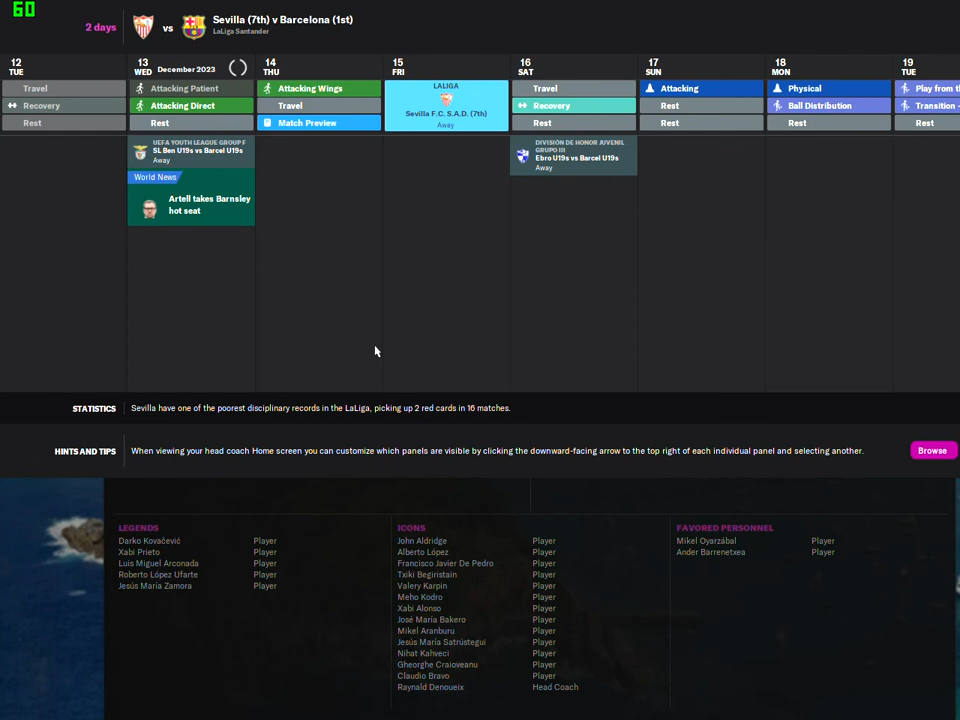 60
2 days
vs
Sevilla (7th) v Barcelona (1st)
LaLiga Santander
12
TUE
13
WED
December 2023
14
THU
15
FRI
16
SAT
17
SUN
18
MON
19
TUE
Travel
Recovery
Rest
Attacking Patient
Attacking Direct
Rest
Attacking Wings
Travel
Match Preview
LALIGA
Sevilla F.C. S.A.D. (7th)
Away
Travel
Recovery
Rest
Attacking
Rest
Rest
Physical
Ball Distribution
Rest
Play from t
Transition -
Rest
UEFA YOUTH LEAGUE GROUP F
SL Ben U19s vs Barcel U19s
Away
World News
Artell takes Barnsley
hot seat
DIVISIÓN DE HONOR JUVENIL
GRUPO III
Ebro U19s vs Barcel U19s
Away
STATISTICS
Sevilla have one of the poorest disciplinary records in the LaLiga, picking up 2 red cards in 16 matches.
HINTS AND TIPS
When viewing your head coach Home screen you can customize which panels are visible by clicking the downward-facing arrow to the top right of each individual panel and selecting another.
Browse
LEGENDS
Darko Kovačević Player
Xabi Prieto Player
Luis Miguel Arconada Player
Roberto López Ufarte Player
Jesús María Zamora Player
ICONS
John Aldridge Player
Alberto López Player
Francisco Javier De Pedro Player
Txiki Begiristain Player
Valery Karpin Player
Meho Kodro Player
Xabi Alonso Player
José María Bakero Player
Mikel Aranburu Player
Jesús María Satrústegui Player
Nihat Kahveci Player
Gheorghe Craioveanu Player
Claudio Bravo Player
Raynald Denoueix Head Coach
FAVORED PERSONNEL
Mikel Oyarzábal Player
Ander Barrenetxea Player